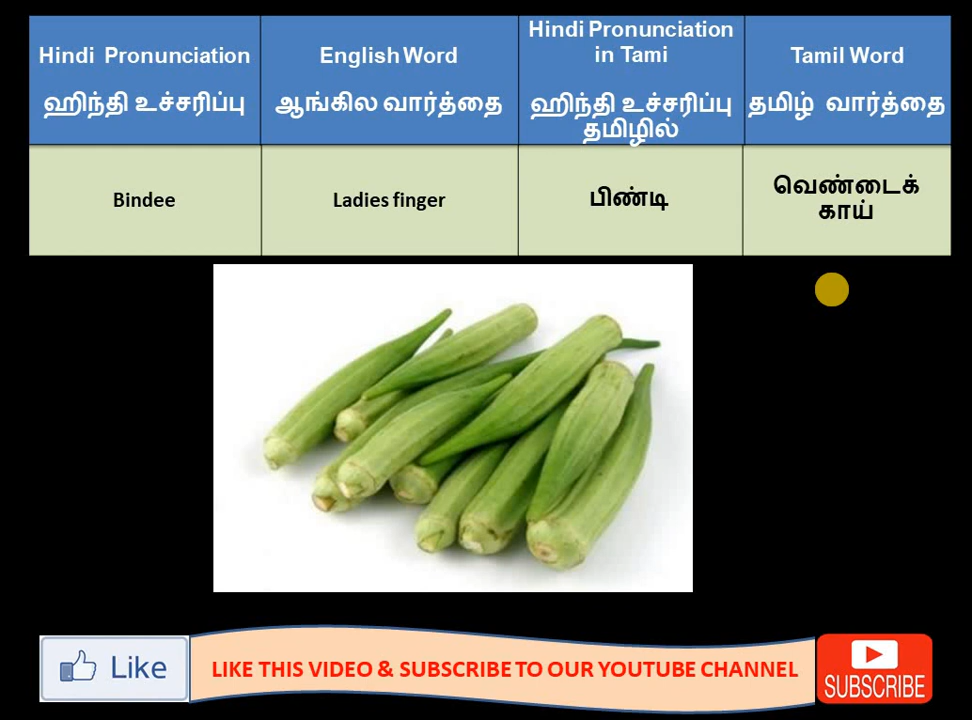 Hindi Pronunciation
ஹிந்தி உச்சரிப்பு
English Word
ஆங்கில வார்த்தை
Hindi Pronunciation
in Tami
ஹிந்தி உச்சரிப்பு
தமிழில்
Tamil Word
தமிழ் வார்த்தை
Bindee
Ladies finger
பிண்டி
வெண்டைக்
காய்
Like
LIKE THIS VIDEO & SUBSCRIBE TO OUR YOUTUBE CHANNEL
SUBSCRIBE